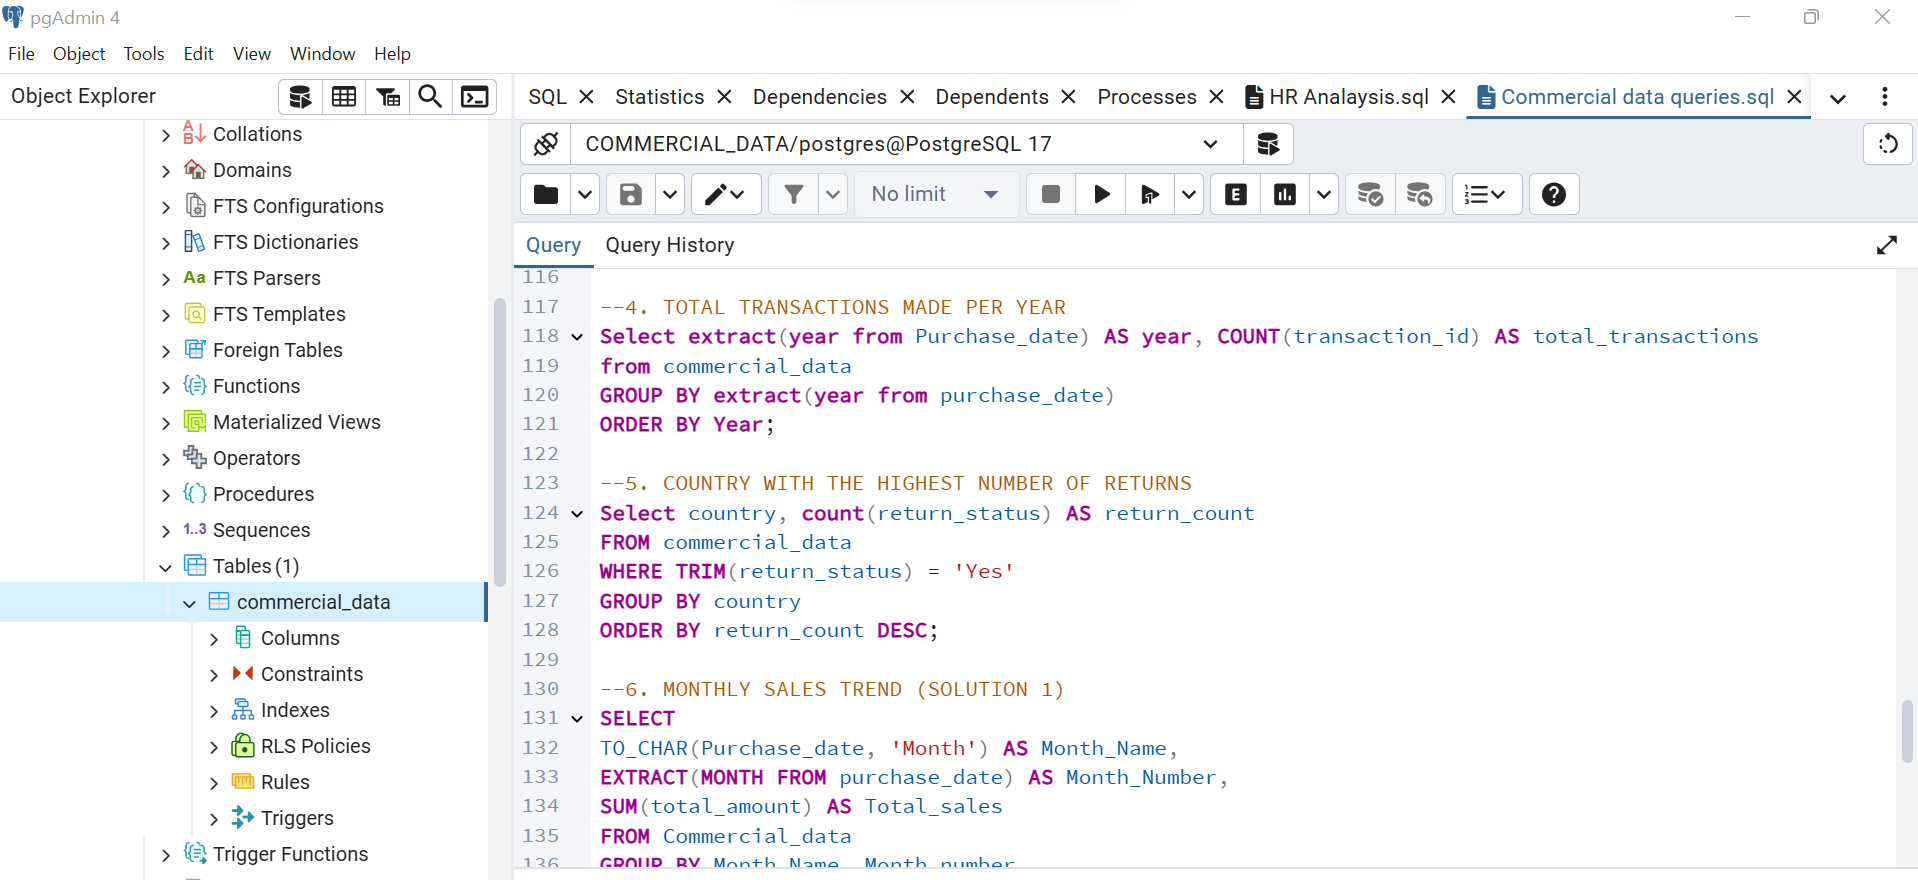 pgAdmin 4
File Object Tools Edit View Window Help
Object Explorer
SQL Statistics Dependencies Dependents Processes HR Analaysis.sql Commercial data queries.sql
Collations
Domains
FTS Configurations
FTS Dictionaries
Aa FTS Parsers
FTS Templates
Foreign Tables
Functions
Materialized Views
Operators
Procedures
1..3 Sequences
Tables (1)
commercial_data
Columns
Constraints
Indexes
RLS Policies
Rules
Triggers
Trigger Functions
COMMERCIAL_DATA/postgres@PostgreSQL 17
No limit
Query Query History
116
117 --4. TOTAL TRANSACTIONS MADE PER YEAR
118 Select extract(year from Purchase_date) AS year, COUNT(transaction_id) AS total_transactions
119 from commercial_data
120 GROUP BY extract(year from purchase_date)
121 ORDER BY Year;
122
123 --5. COUNTRY WITH THE HIGHEST NUMBER OF RETURNS
124 Select country, count(return_status) AS return_count
125 FROM commercial_data
126 WHERE TRIM(return_status) = 'Yes'
127 GROUP BY country
128 ORDER BY return_count DESC;
129
130 --6. MONTHLY SALES TREND (SOLUTION 1)
131 SELECT
132 TO_CHAR(Purchase_date, 'Month') AS Month_Name,
133 EXTRACT(MONTH FROM purchase_date) AS Month_Number,
134 SUM(total_amount) AS Total_sales
135 FROM Commercial_data
136 GROUP BY Month_Name, Month_number